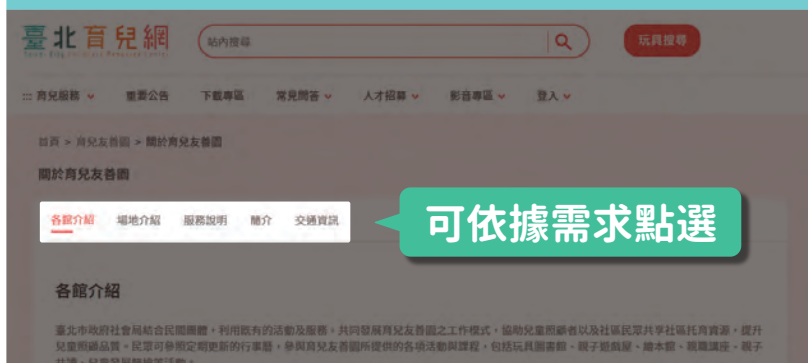 臺北育兒網
站內搜尋
玩具搜尋
::: 育兒服務 重要公告 下載專區 常見問答 人才招募 影音專區 登入
首頁 > 育兒友善園 > 關於育兒友善園
關於育兒友善園
各館介紹 場地介紹 服務說明 簡介 交通資訊
可依據需求點選
各館介紹
臺北市政府社會局結合民間團體，利用既有的活動及服務，共同發展育兒友善園之工作模式，協助兒童照顧者以及社區民眾共享社區托育資源，提升
兒童照顧品質。民眾可參照定期更新的行事曆，參與育兒友善園所提供的各項活動與課程，包括玩具圖書館、親子遊戲屋、繪本館、親職講座、親子